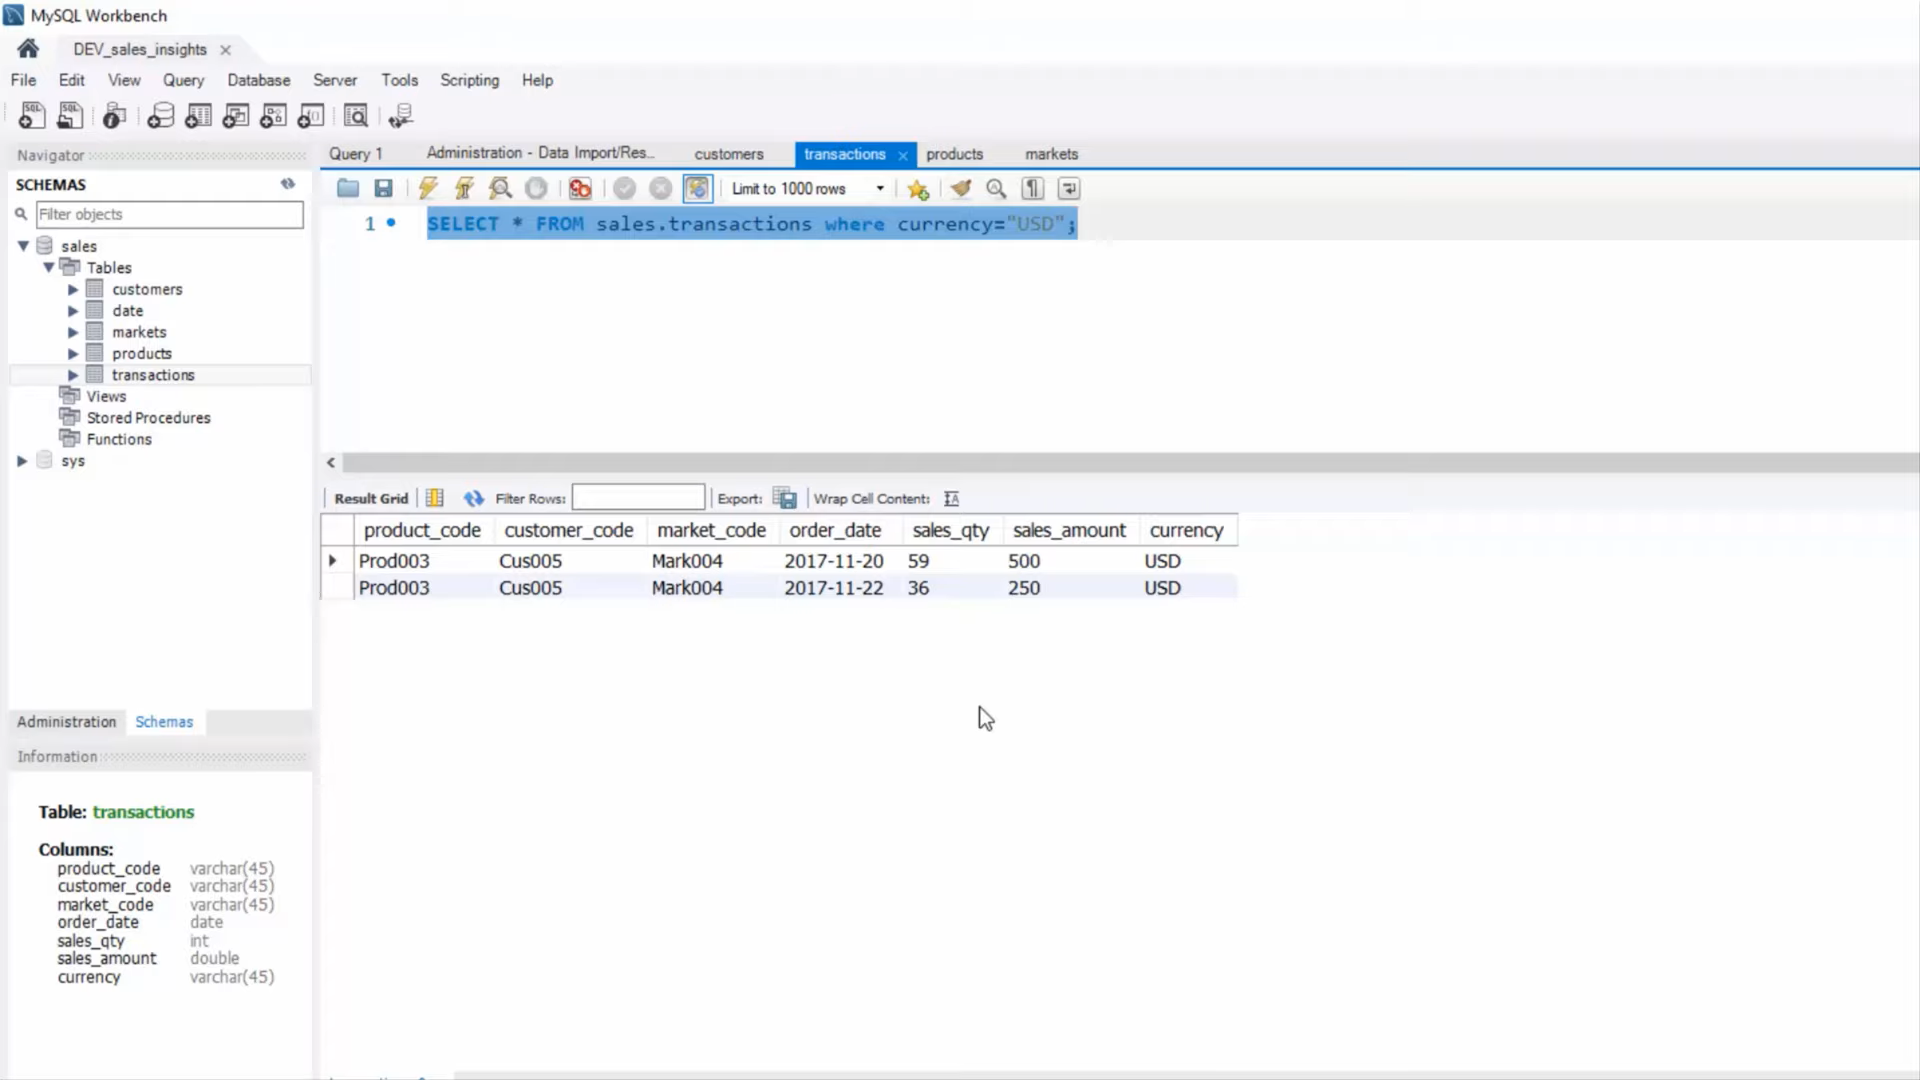 MySQL Workbench
DEV_sales_insights
File Edit View Query Database Server Tools Scripting Help
Navigator
SCHEMAS
Filter objects
sales
Tables
customers
date
markets
products
transactions
Views
Stored Procedures
Functions
sys
Administration Schemas
Information
Table: transactions
Columns:
product_code varchar(45)
customer_code varchar(45)
market_code varchar(45)
order_date date
sales_qty int
sales_amount double
currency varchar(45)
Query 1 Administration - Data Import/Res... customers transactions products markets
Limit to 1000 rows
1 SELECT * FROM sales.transactions where currency="USD";
Result Grid Filter Rows: Export: Wrap Cell Content:
product_code customer_code market_code order_date sales_qty sales_amount currency
Prod003 Cus005 Mark004 2017-11-20 59 500 USD
Prod003 Cus005 Mark004 2017-11-22 36 250 USD